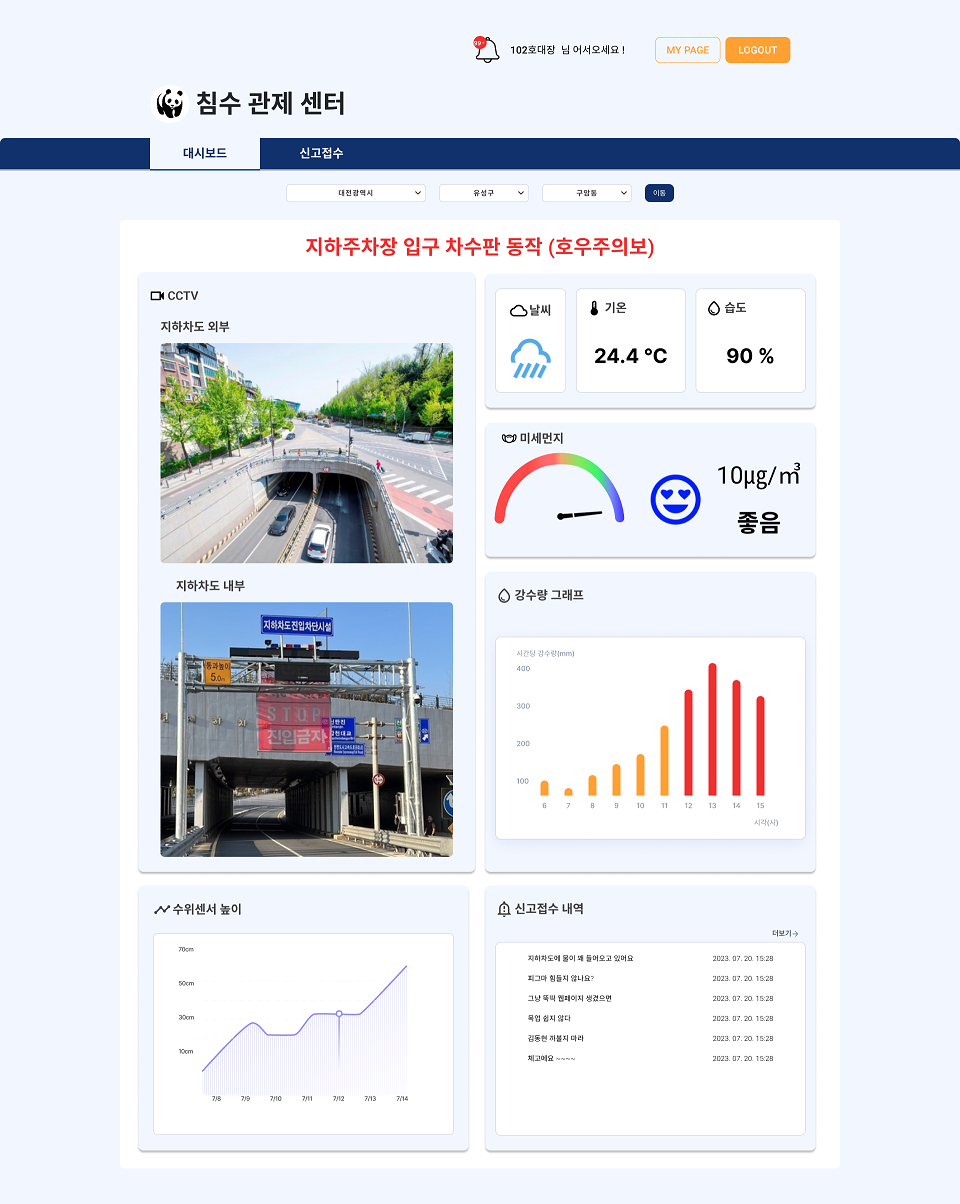 99+
102호대장 님 어서오세요 !
MY PAGE
LOGOUT
침수 관제 센터
대시보드
신고접수
대전광역시
유성구
구암동
이동
지하주차장 입구 차수판 동작 (호우주의보)
CCTV
지하차도 외부
지하차도 내부
지하차도진입차단시설
통과높이
5.0m
STOP
진입금지
날씨
기온
습도
24.4 °C
90 %
미세먼지
10µg/㎥
좋음
강수량 그래프
시간당 강수량(mm)
400
300
200
100
6 7 8 9 10 11 12 13 14 15
시각(시)
수위센서 높이
70cm
50cm
30cm
10cm
7/8 7/9 7/10 7/11 7/12 7/13 7/14
신고접수 내역
더보기
지하차도에 물이 꽤 들어오고 있어요 2023. 07. 20. 15:28
피그마 힘들지 않나요? 2023. 07. 20. 15:28
그냥 뚝딱 웹페이지 생겼으면 2023. 07. 20. 15:28
목업 쉽지 않다 2023. 07. 20. 15:28
김동현 까불지 마라 2023. 07. 20. 15:28
체고에요 ~~~~ 2023. 07. 20. 15:28